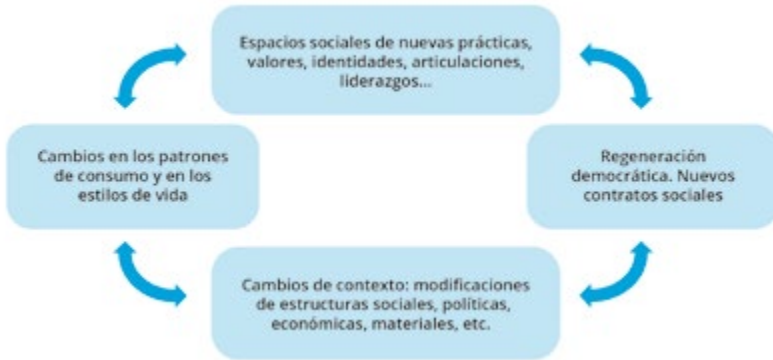 Espacios sociales de nuevas prácticas,
valores, identidades, articulaciones,
liderazgos...
Cambios en los patrones
de consumo y en los
estilos de vida
Regeneración
democrática. Nuevos
contratos sociales
Cambios de contexto: modificaciones
de estructuras sociales, políticas,
económicas, materiales, etc.